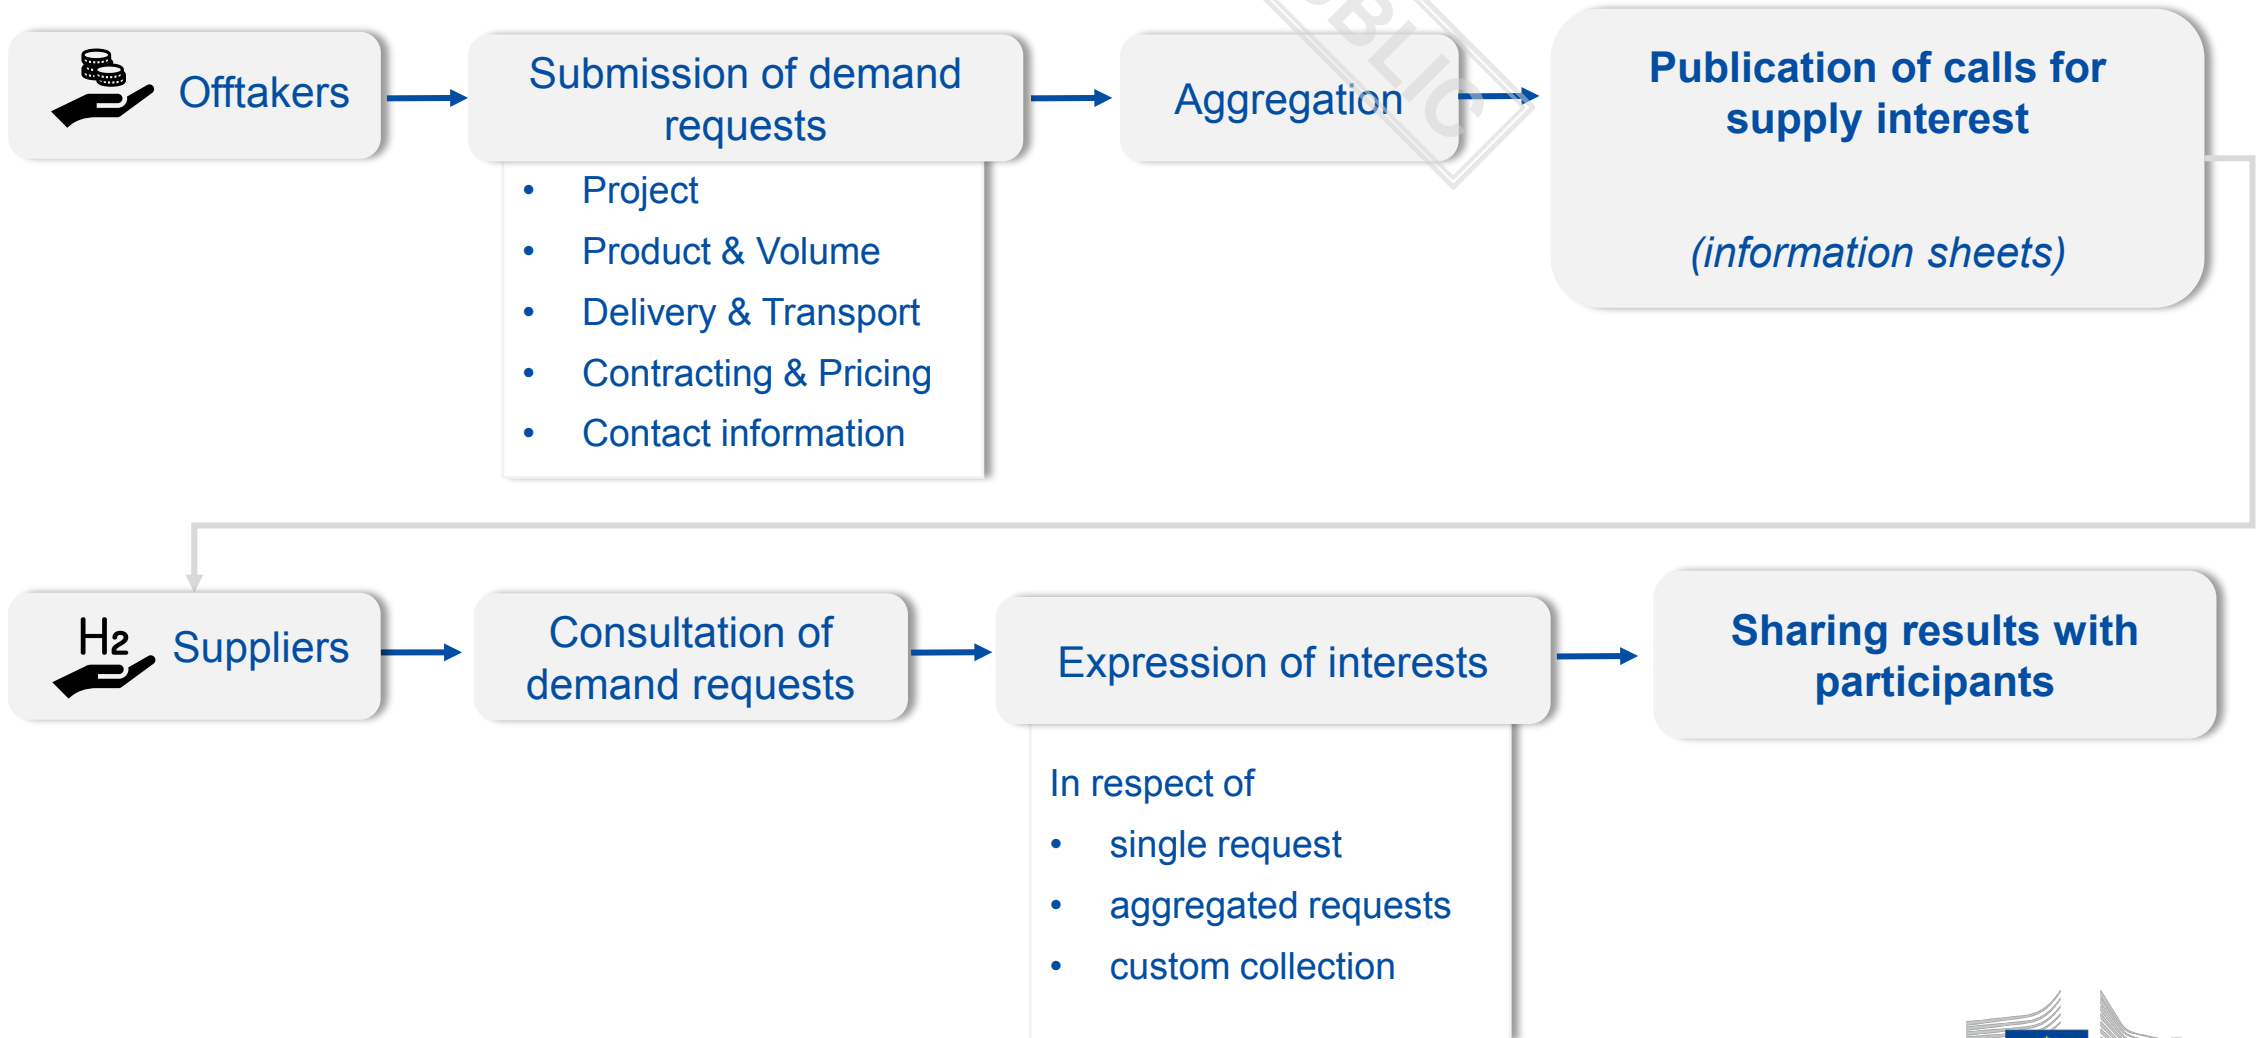 Offtakers
Submission of demand
requests
• Project
• Product & Volume
• Delivery & Transport
• Contracting & Pricing
• Contact information
Aggregation
Publication of calls for
supply interest
(information sheets)
H2
Suppliers
Consultation of
demand requests
Expression of interests
In respect of
• single request
• aggregated requests
• custom collection
Sharing results with
participants